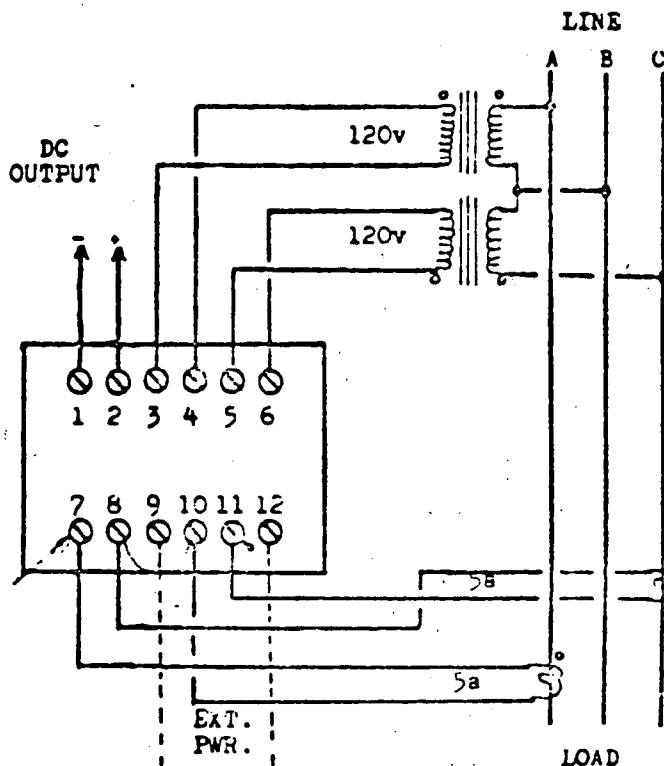 LINE
A B C
120v
DC
OUTPUT
120v
- +
1 2 3 4 5 6
7 8 9 10 11 12
5a
5a
EXT.
PWR.
LOAD